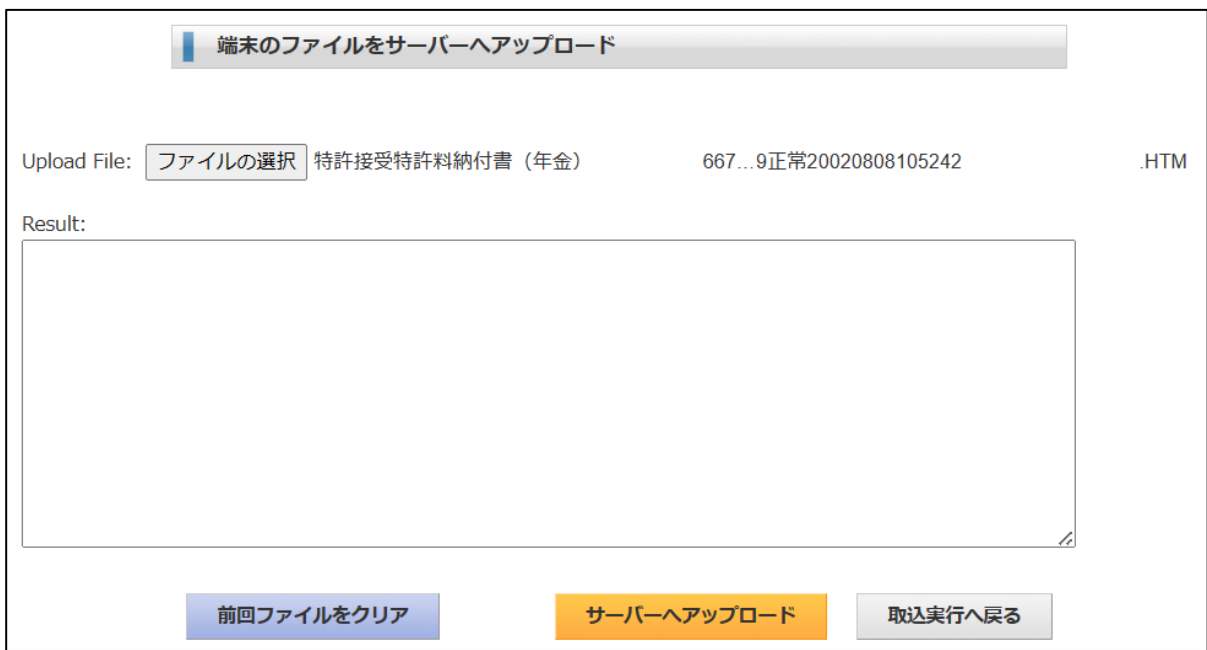 端末のファイルをサーバーへアップロード
Upload File: ファイルの選択 特許接受特許料納付書（年金） 667…9正常20020808105242 .HTM
Result:
前回ファイルをクリア サーバーへアップロード 取込実行へ戻る